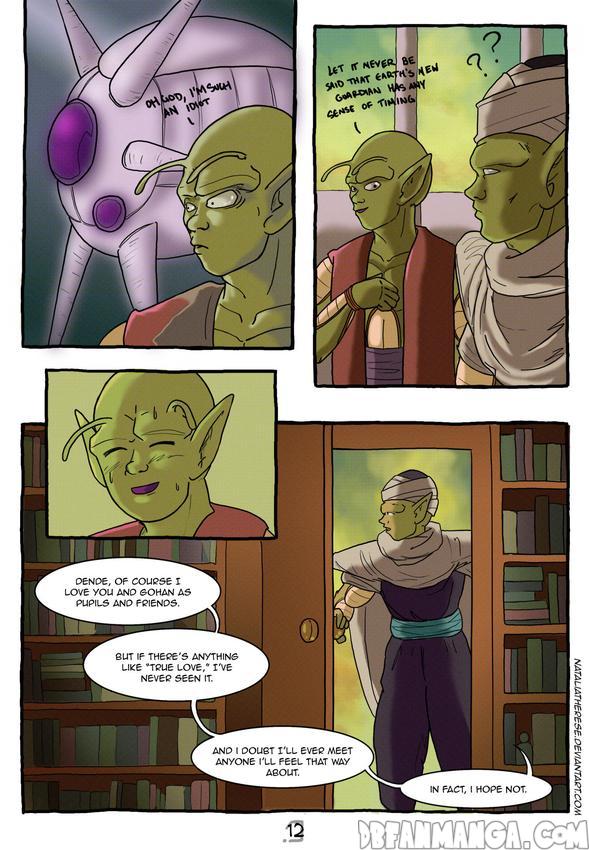 OH GOD, I'M SUCH
AN IDIOT
LET IT NEVER BE
SAID THAT EARTH'S NEW
GUARDIAN HAS ANY
SENSE OF TIMING
? ?
DENDE, OF COURSE I
LOVE YOU AND GOHAN AS
PUPILS AND FRIENDS.
BUT IF THERE'S ANYTHING
LIKE "TRUE LOVE," I'VE
NEVER SEEN IT.
AND I DOUBT I'LL EVER MEET
ANYONE I'LL FEEL THAT WAY
ABOUT.
IN FACT, I HOPE NOT.
NATALIATHERESE.DEVIANTART.COM
12
DBFANMANGA.COM